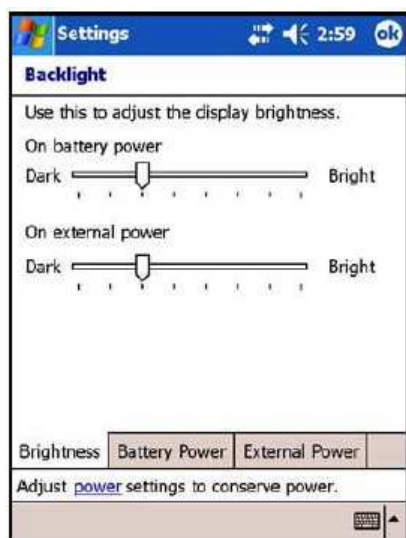 Settings 2:59 ok
Backlight
Use this to adjust the display brightness.
On battery power
Dark Bright
On external power
Dark Bright
Brightness Battery Power External Power
Adjust power settings to conserve power.